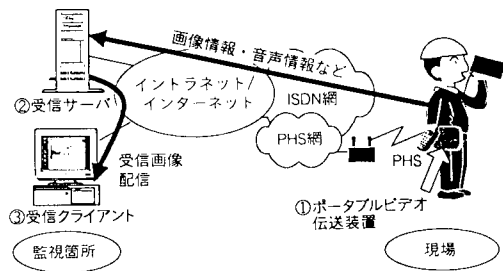 画像情報・音声情報など
イントラネット/
インターネット
ISDN網
PHS網
②受信サーバ
受信画像
配信
PHS
③受信クライアント
①ポータブルビデオ
伝送装置
監視箇所
現場